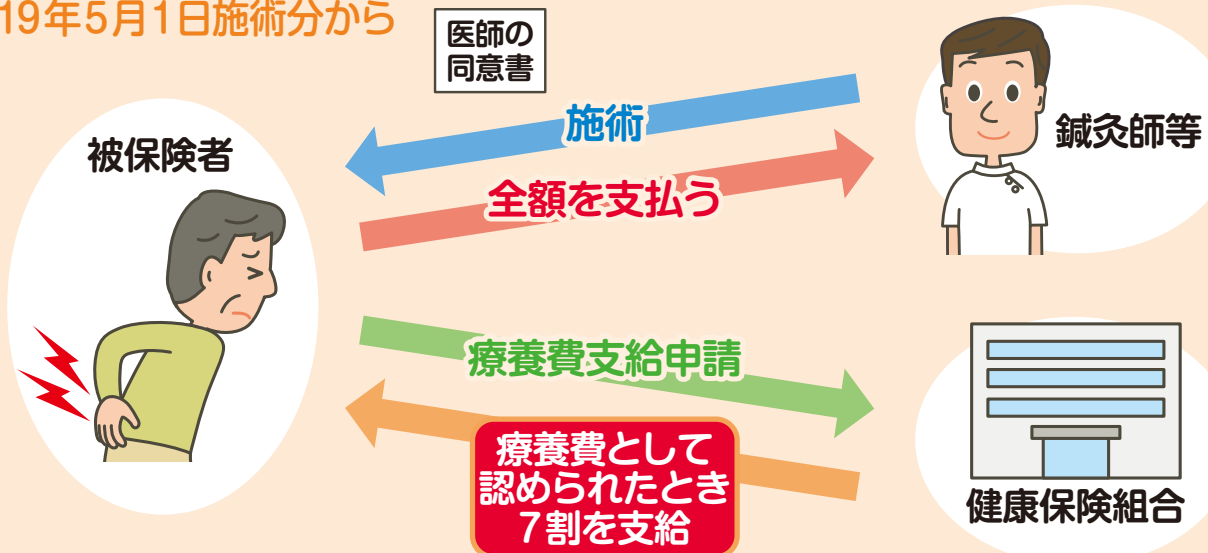 19年5月1日施術分から
医師の
同意書
施術
鍼灸師等
被保険者
全額を支払う
療養費支給申請
療養費として
認められたとき
7割を支給
健康保険組合